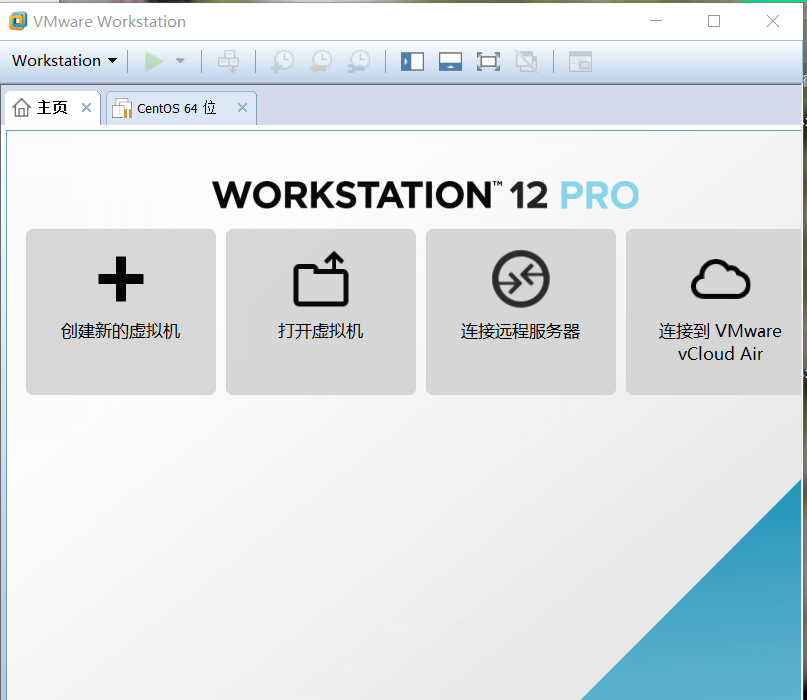 VMware Workstation
Workstation
主页
CentOS 64 位
WORKSTATION™ 12 PRO
创建新的虚拟机
打开虚拟机
连接远程服务器
连接到 VMware
vCloud Air